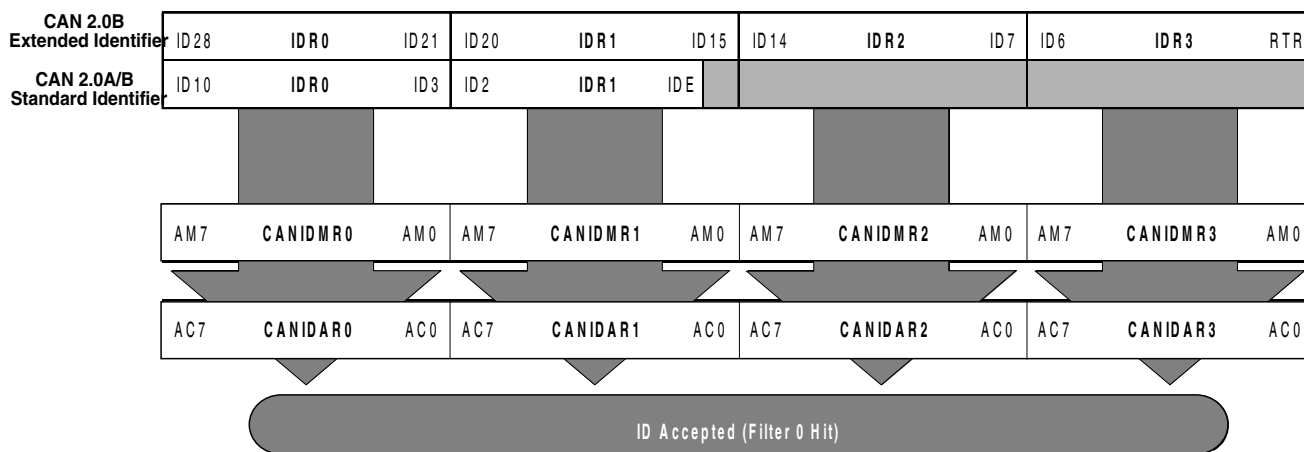 CAN 2.0B
Extended Identifier
ID28 IDR0 ID21 ID20 IDR1 ID15 ID14 IDR2 ID7 ID6 IDR3 RTR
CAN 2.0A/B
Standard Identifier
ID10 IDR0 ID3 ID2 IDR1 IDE
AM7 CANIDMR0 AM0 AM7 CANIDMR1 AM0 AM7 CANIDMR2 AM0 AM7 CANIDMR3 AM0
AC7 CANIDAR0 AC0 AC7 CANIDAR1 AC0 AC7 CANIDAR2 AC0 AC7 CANIDAR3 AC0
ID Accepted (Filter 0 Hit)